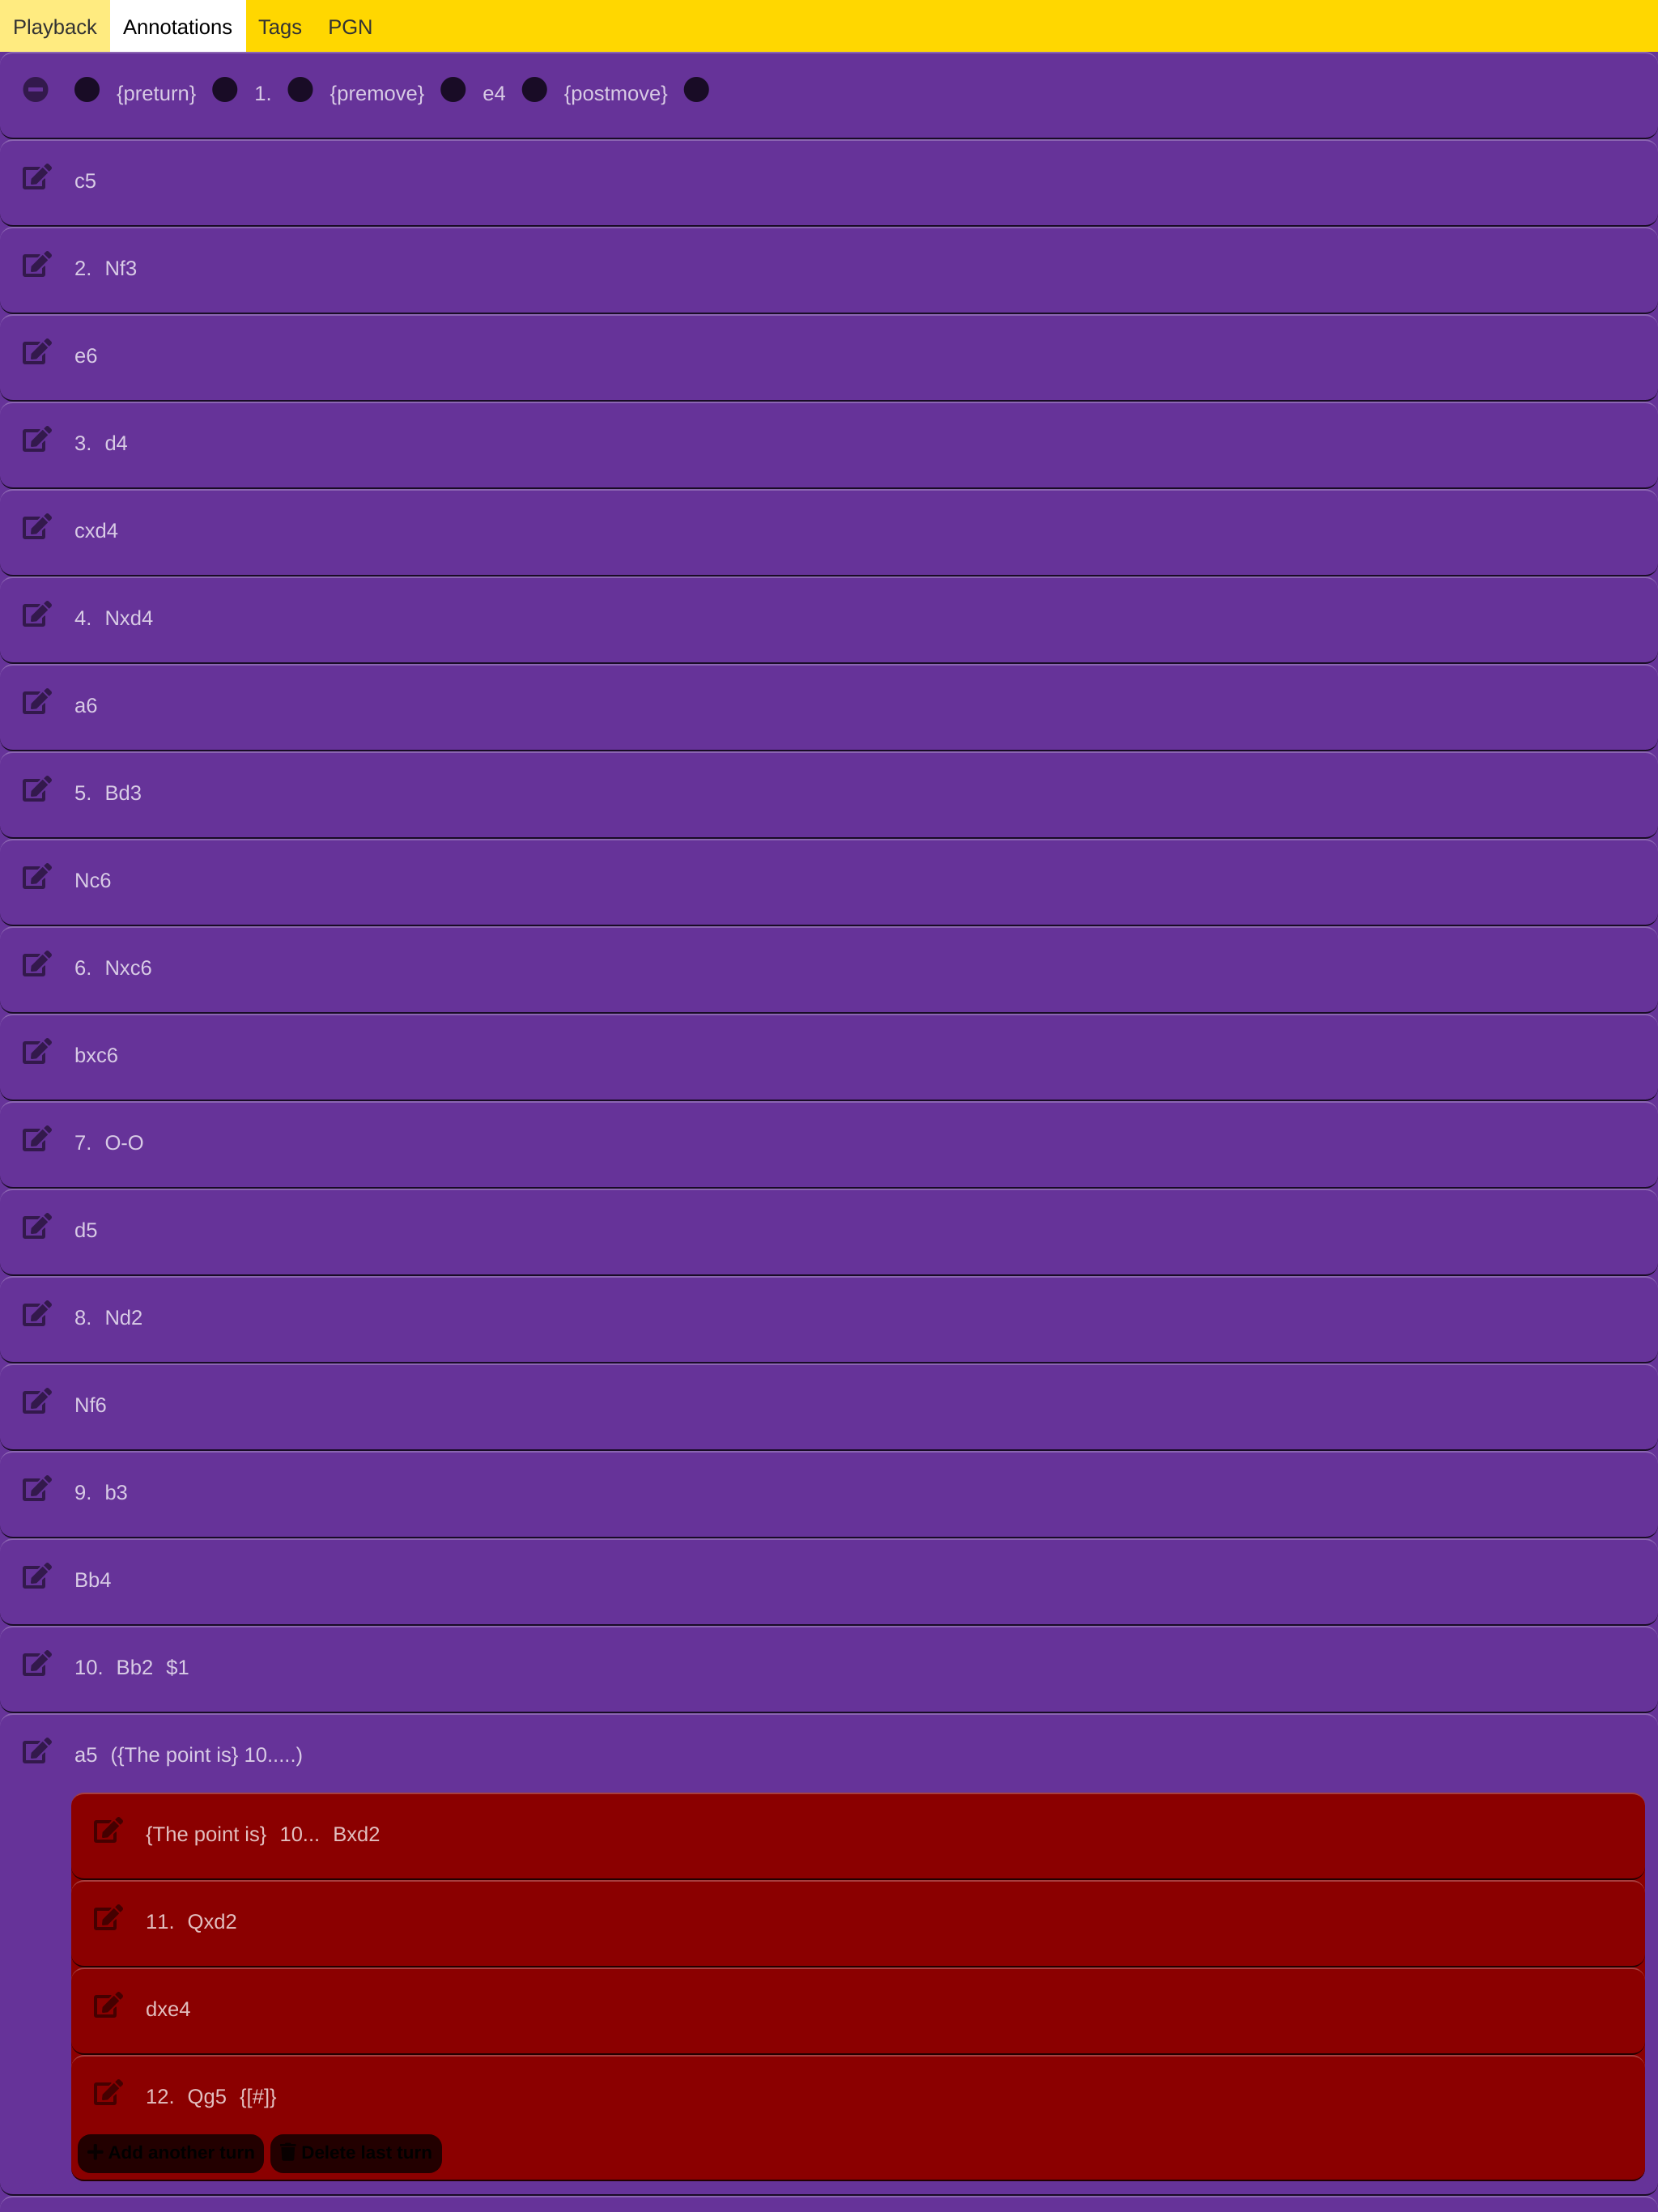 Playback Annotations Tags PGN
{preturn} 1. {premove} e4 {postmove}
c5
2. Nf3
e6
3. d4
cxd4
4. Nxd4
a6
5. Bd3
Nc6
6. Nxc6
bxc6
7. O-O
d5
8. Nd2
Nf6
9. b3
Bb4
10. Bb2 $1
a5 ({The point is} 10.....)
{The point is} 10... Bxd2
11. Qxd2
dxe4
12. Qg5 {[#]}
Add another turn Delete last turn